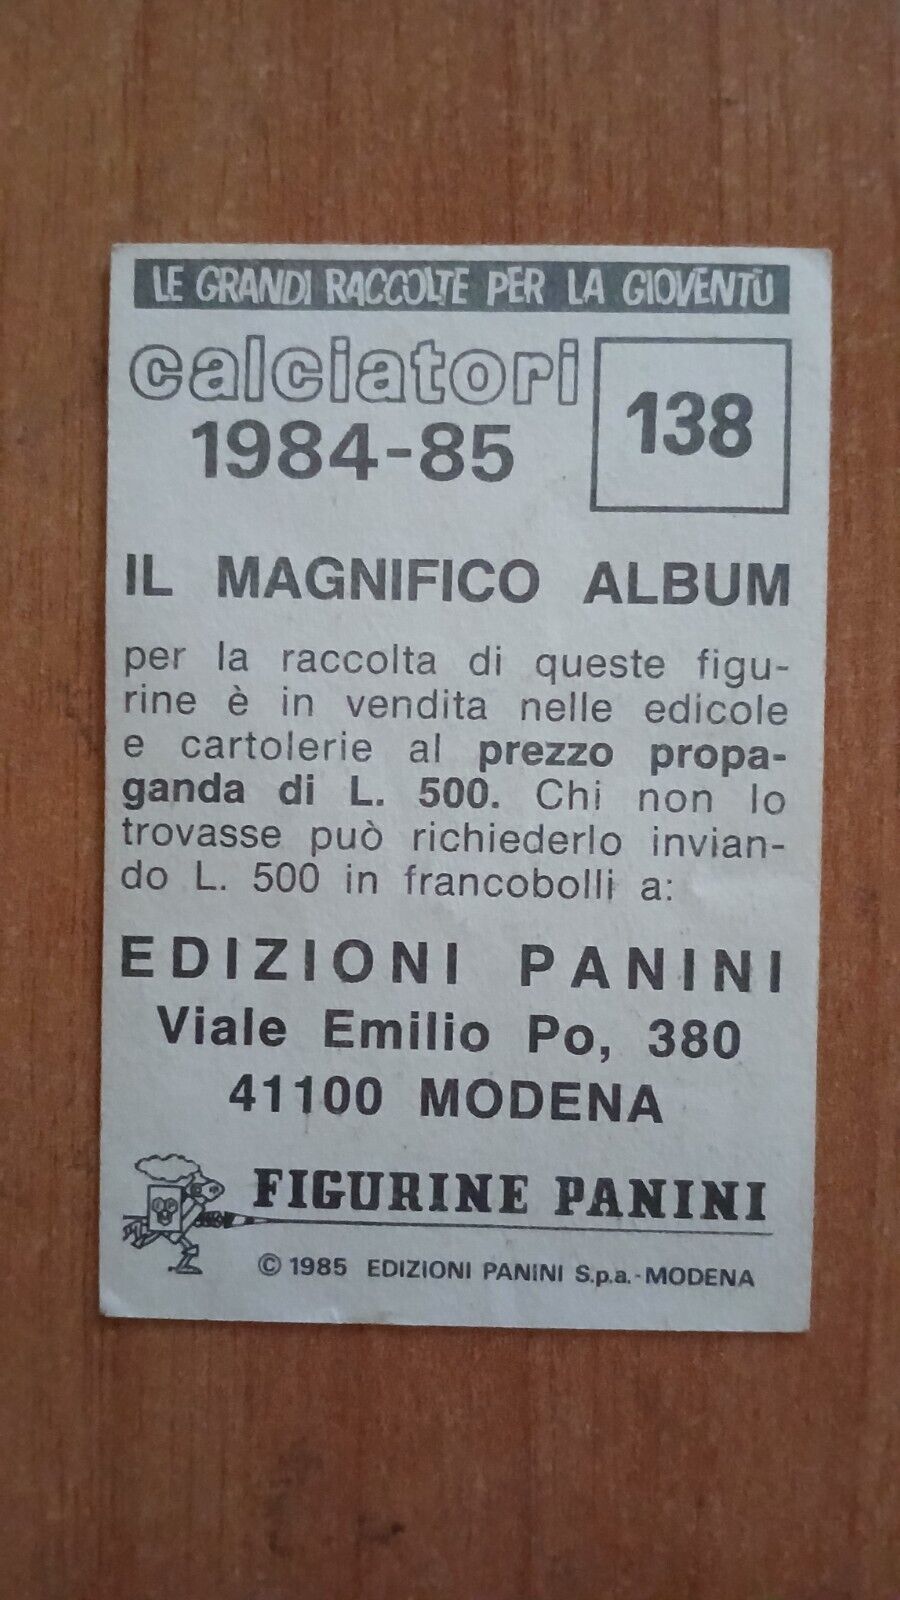 LE GRANDI RACCOLTE PER LA GIOVENTÙ
calciatori
1984-85
138
IL MAGNIFICO ALBUM
per la raccolta di queste figu-
rine è in vendita nelle edicole
e cartolerie al prezzo propa-
ganda di L. 500. Chi non lo
trovasse può richiederlo invian-
do L. 500 in francobolli a:
EDIZIONI PANINI
Viale Emilio Po, 380
41100 MODENA
FIGURINE PANINI
© 1985 EDIZIONI PANINI S.p.a.-MODENA